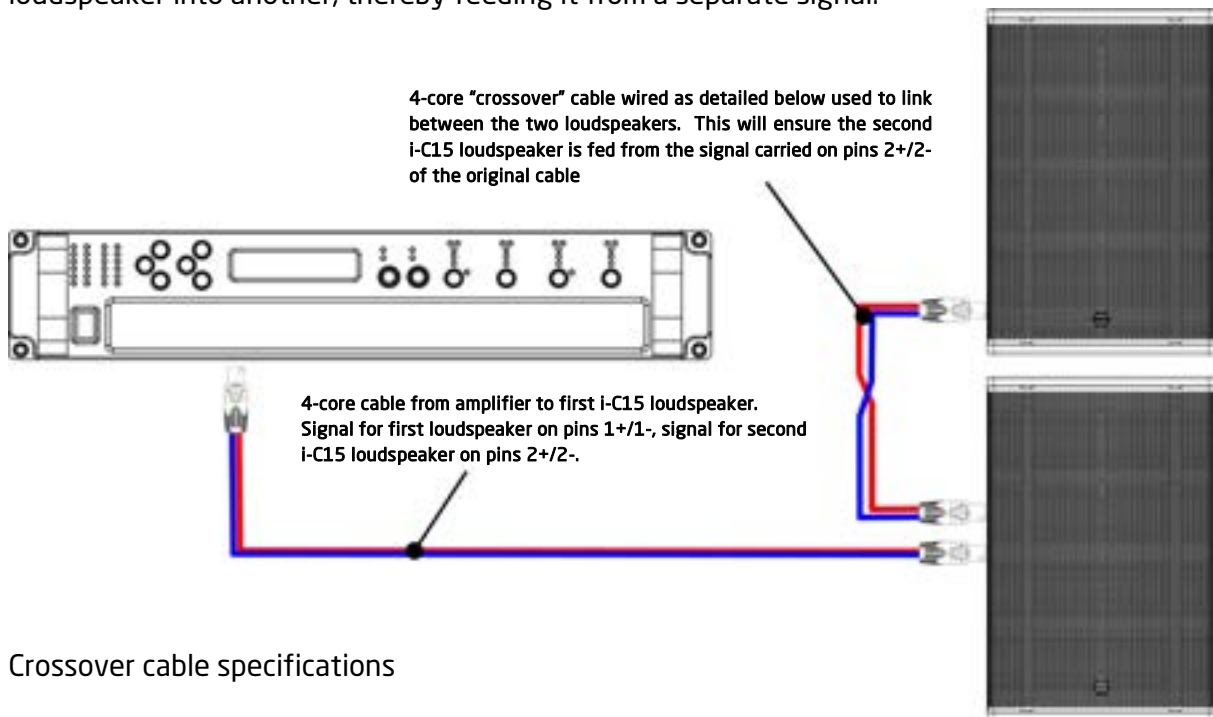 loudspeaker into another, thereby feeding it from a separate signal.
4-core “crossover” cable wired as detailed below used to link
between the two loudspeakers. This will ensure the second
i-C15 loudspeaker is fed from the signal carried on pins 2+/2-
of the original cable
4-core cable from amplifier to first i-C15 loudspeaker.
Signal for first loudspeaker on pins 1+/1-, signal for second
i-C15 loudspeaker on pins 2+/2-.
Crossover cable specifications